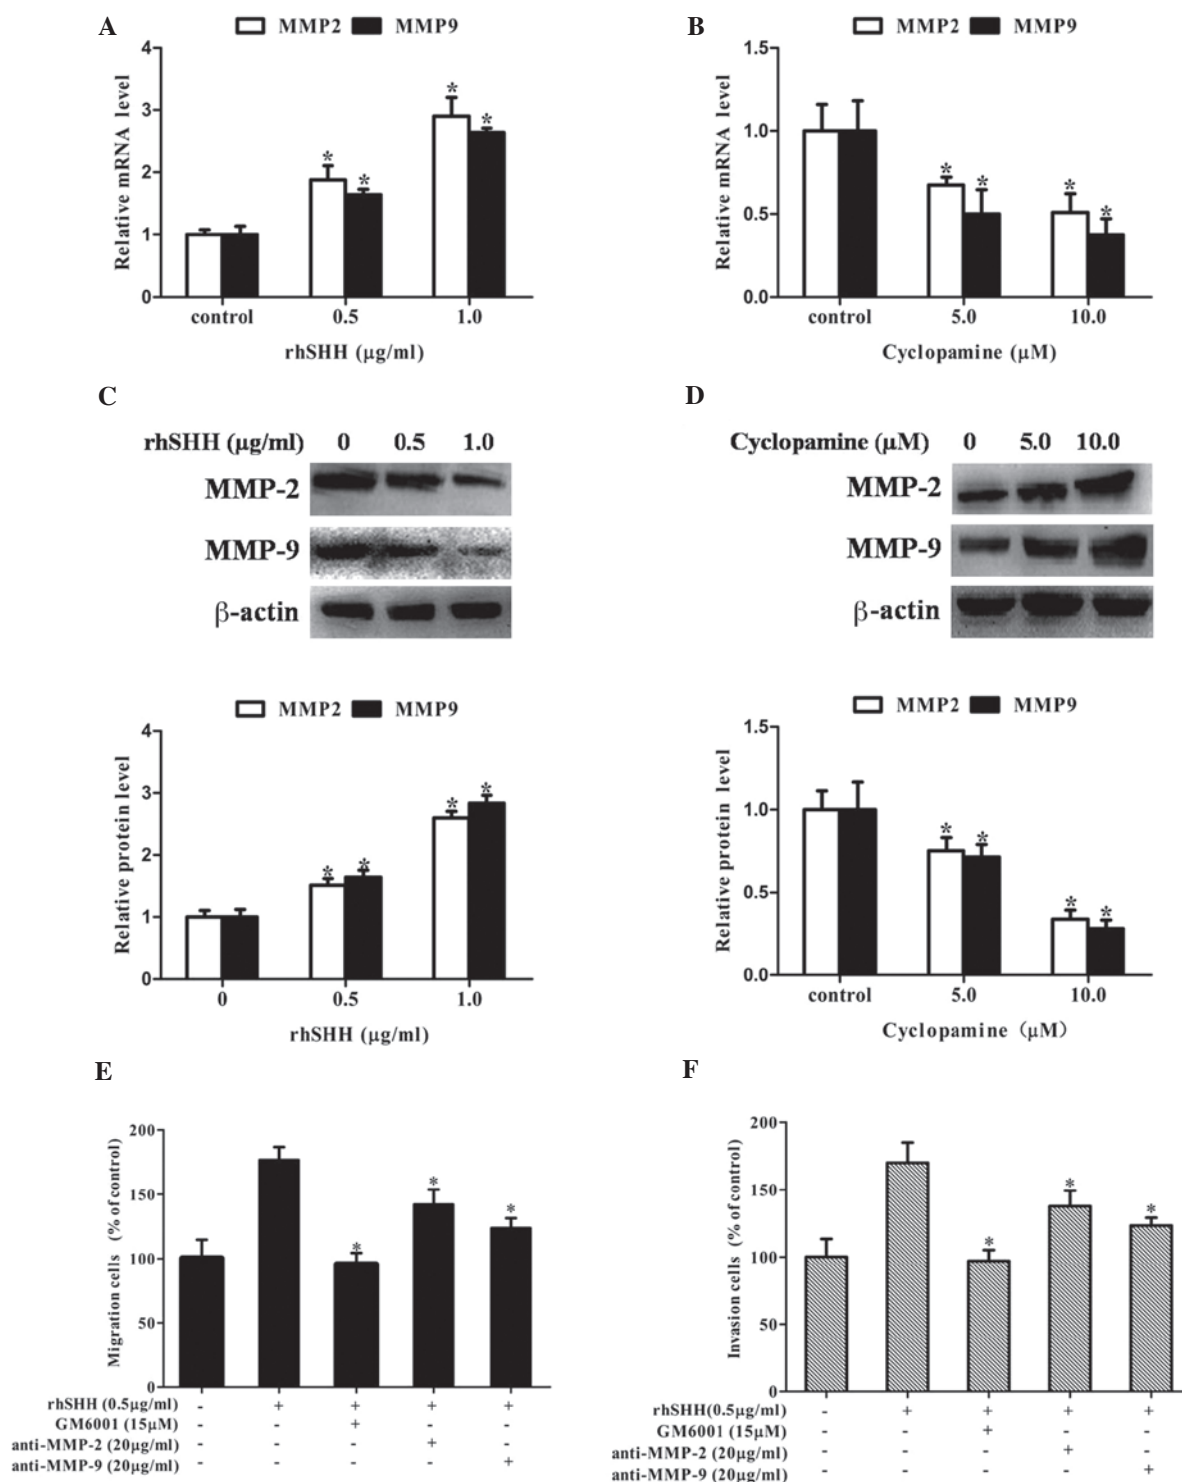 A
MMP2 MMP9
Relative mRNA level
4
3
2
1
0
* * * *
control 0.5 1.0
rhSHH (μg/ml)
B
MMP2 MMP9
Relative mRNA level
1.5
1.0
0.5
0.0
* * * *
control 5.0 10.0
Cyclopamine (μM)
C
rhSHH (μg/ml) 0 0.5 1.0
MMP-2
MMP-9
β-actin
MMP2 MMP9
Relative protein level
4
3
2
1
0
* * * *
0 0.5 1.0
rhSHH (μg/ml)
D
Cyclopamine (μM) 0 5.0 10.0
MMP-2
MMP-9
β-actin
MMP2 MMP9
Relative protein level
1.5
1.0
0.5
0.0
* * * *
control 5.0 10.0
Cyclopamine (μM)
E
Migration cells (% of control)
200
150
100
50
0
* * *
rhSHH (0.5μg/ml) - + + + +
GM6001 (15μM) - - + - -
anti-MMP-2 (20μg/ml) - - - + -
anti-MMP-9 (20μg/ml) - - - - +
F
Invasion cells (% of control)
200
150
100
50
0
* * *
rhSHH(0.5μg/ml) - + + + +
GM6001 (15μM) - - + - -
anti-MMP-2 (20μg/ml) - - - + -
anti-MMP-9 (20μg/ml) - - - - +